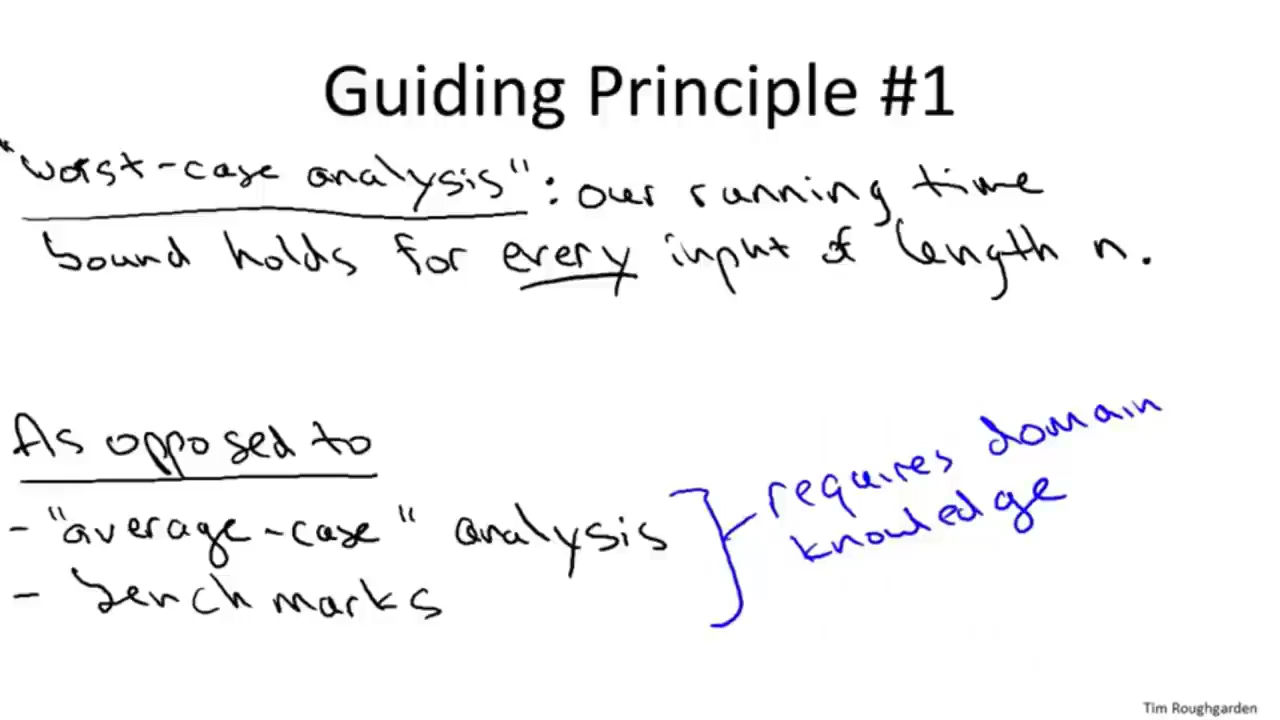 Guiding Principle #1
"worst-case analysis" : our running time
bound holds for every input of length n.
As opposed to
- "average-case" analysis
- benchmarks
requires domain
knowledge
Tim Roughgarden